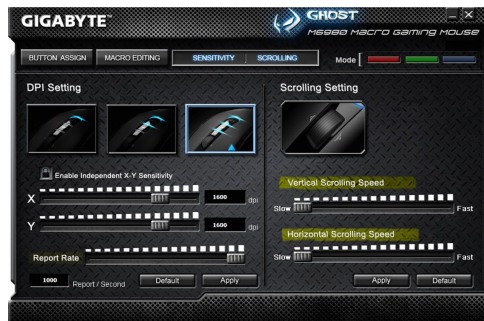 GIGABYTE™
GHOST
M6980 Macro Gaming Mouse
BUTTON ASSIGN
MACRO EDITING
SENSITIVITY
SCROLLING
Mode
DPI Setting
Scrolling Setting
Enable Independent X-Y Sensitivity
X
1600 dpi
Y
1600 dpi
Report Rate
1000 Report / Second
Default
Apply
Vertical Scrolling Speed
Slow
Fast
Horizontal Scrolling Speed
Slow
Fast
Apply
Default